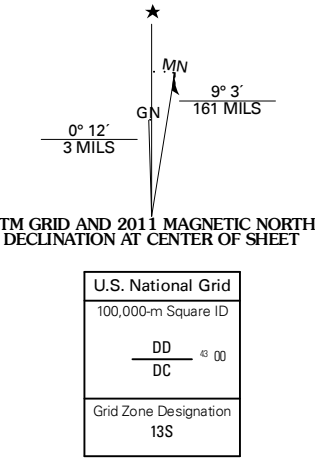 MN
GN
9° 3´
161 MILS
0° 12´
3 MILS
TM GRID AND 2011 MAGNETIC NORTH
DECLINATION AT CENTER OF SHEET
U.S. National Grid
100,000-m Square ID
DD
43 00
DC
Grid Zone Designation
13S